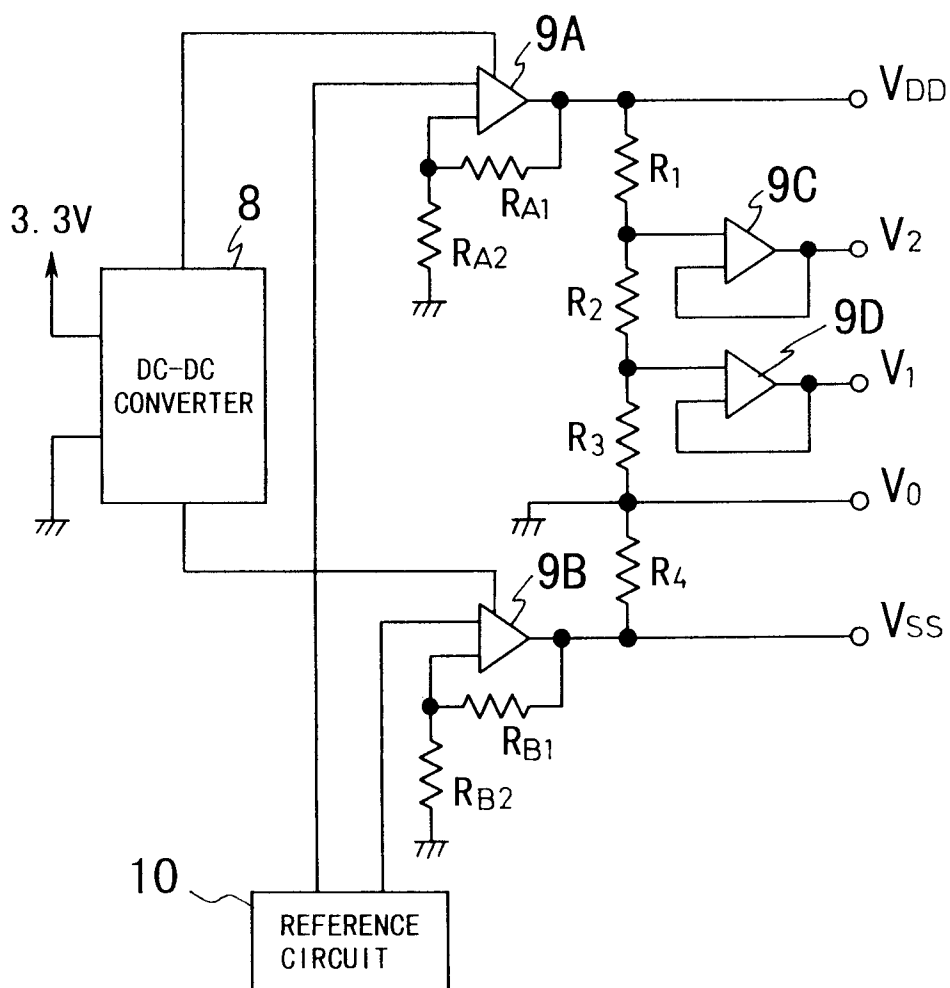 9A
VDD
R1
8
3.3V
RA1
9C
V2
RA2
R2
9D
DC-DC
CONVERTER
V1
R3
V0
9B
R4
VSS
RB1
RB2
10
REFERENCE
CIRCUIT